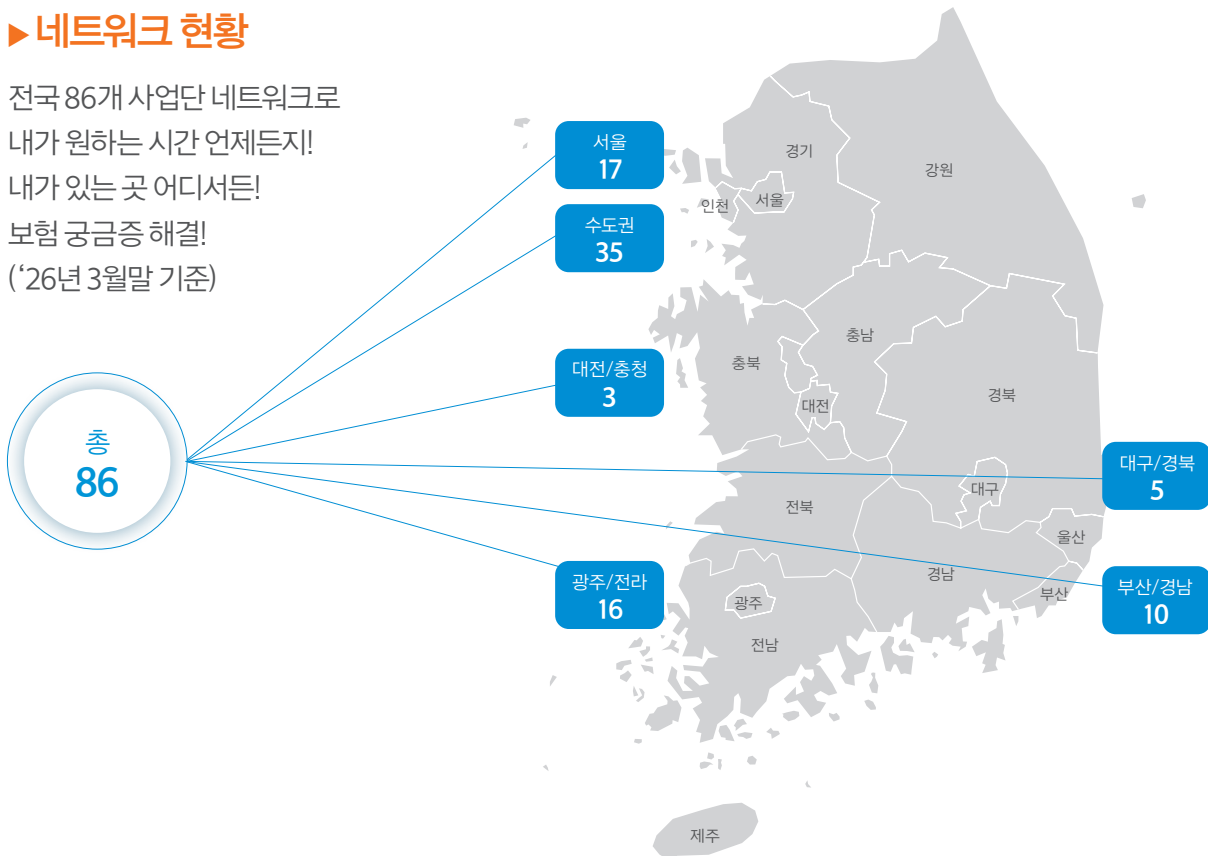 ▶네트워크 현황
전국 86개 사업단 네트워크로
내가 원하는 시간 언제든지!
내가 있는 곳 어디서든!
보험 궁금증 해결!
(‘26년 3월말 기준)
총
86
서울
17
수도권
35
대전/충청
3
광주/전라
16
대구/경북
5
부산/경남
10
경기
강원
인천
서울
충남
충북
대전
경북
대구
전북
울산
경남
부산
광주
전남
제주